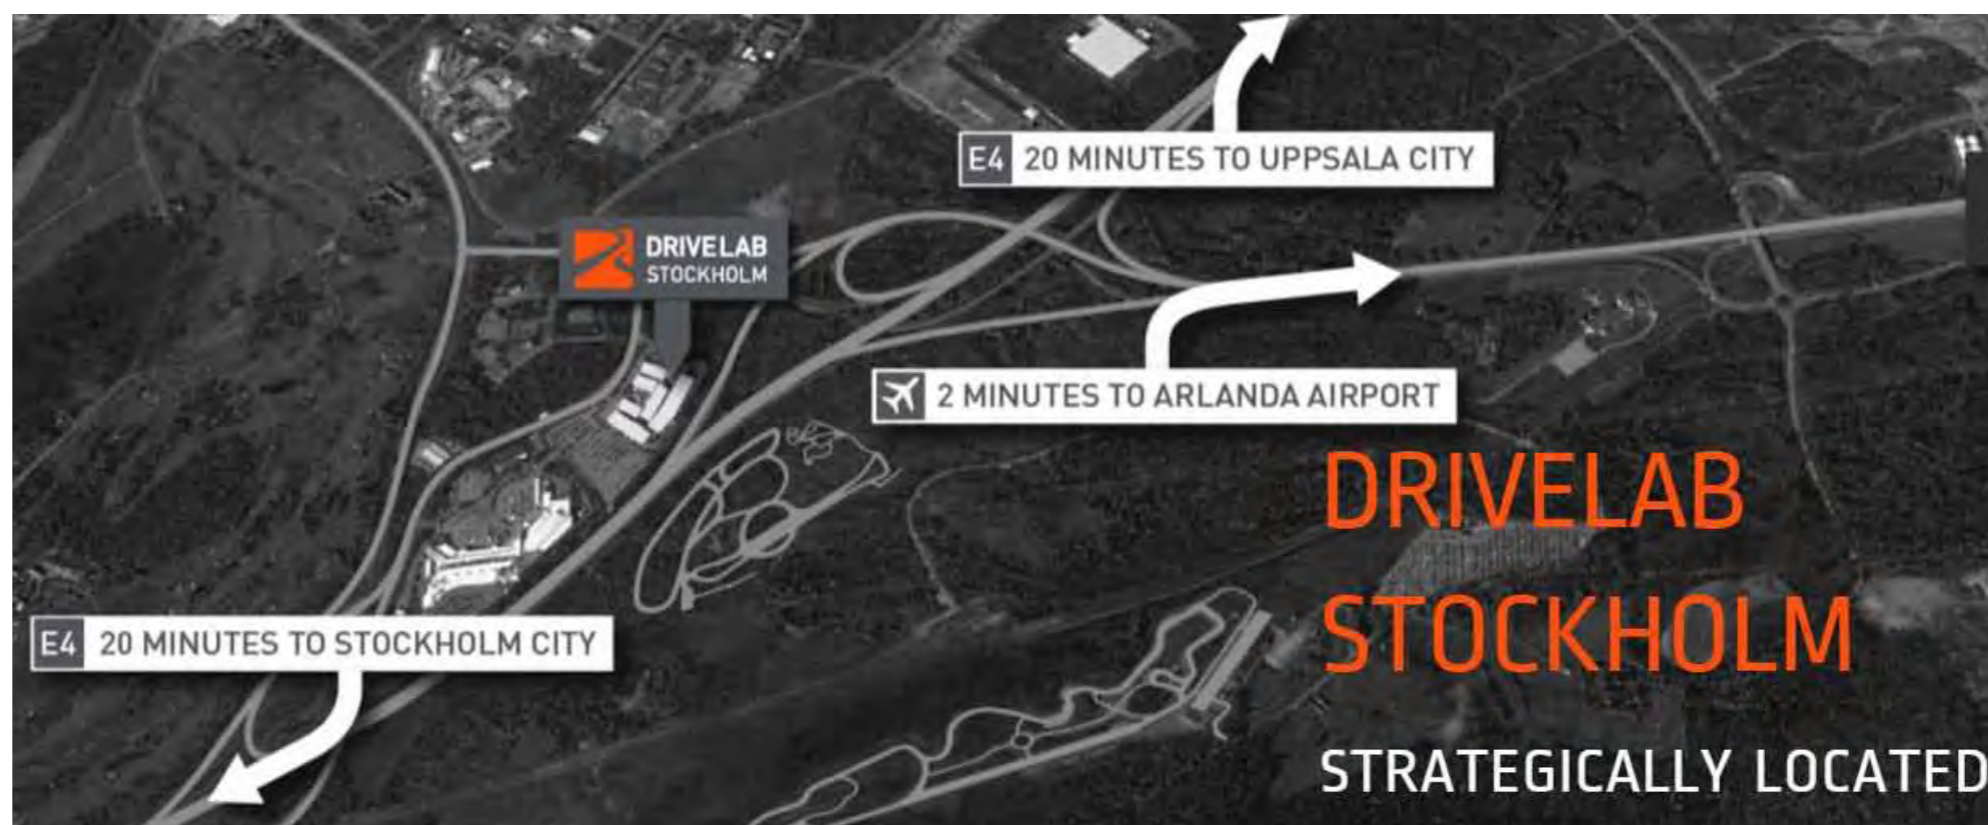 E4 20 MINUTES TO UPPSALA CITY
DRIVELAB
STOCKHOLM
2 MINUTES TO ARLANDA AIRPORT
DRIVELAB
STOCKHOLM
E4 20 MINUTES TO STOCKHOLM CITY
STRATEGICALLY LOCATED